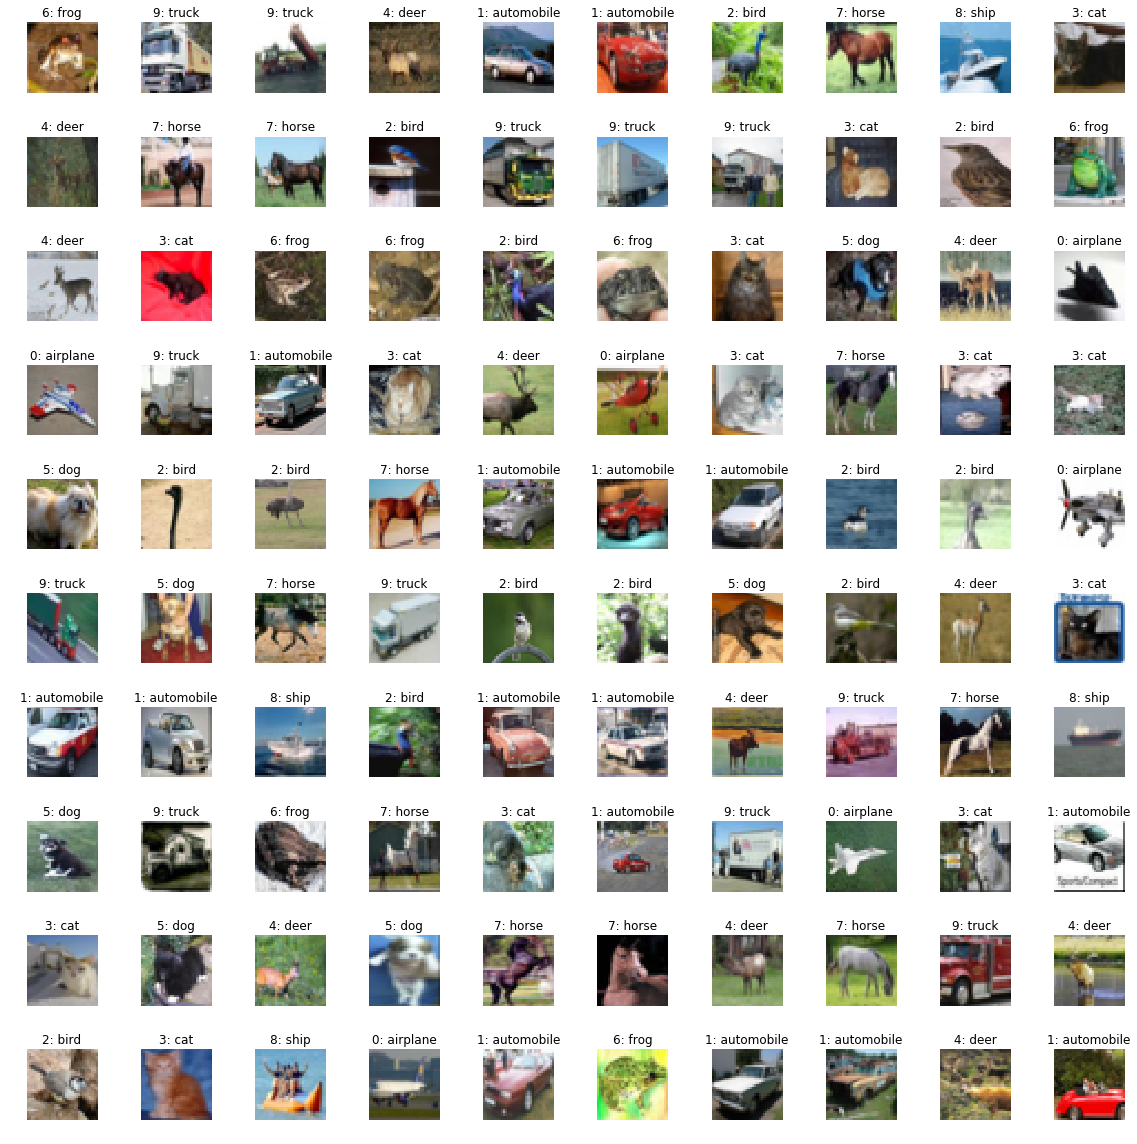 6: frog 9: truck 9: truck 4: deer 1: automobile 1: automobile 2: bird 7: horse 8: ship 3: cat
4: deer 7: horse 7: horse 2: bird 9: truck 9: truck 9: truck 3: cat 2: bird 6: frog
4: deer 3: cat 6: frog 6: frog 2: bird 6: frog 3: cat 5: dog 4: deer 0: airplane
0: airplane 9: truck 1: automobile 3: cat 4: deer 0: airplane 3: cat 7: horse 3: cat 3: cat
5: dog 2: bird 2: bird 7: horse 1: automobile 1: automobile 1: automobile 2: bird 2: bird 0: airplane
9: truck 5: dog 7: horse 9: truck 2: bird 2: bird 5: dog 2: bird 4: deer 3: cat
1: automobile 1: automobile 8: ship 2: bird 1: automobile 1: automobile 4: deer 9: truck 7: horse 8: ship
5: dog 9: truck 6: frog 7: horse 3: cat 1: automobile 9: truck 0: airplane 3: cat 1: automobile
Sports Compact
3: cat 5: dog 4: deer 5: dog 7: horse 7: horse 4: deer 7: horse 9: truck 4: deer
2: bird 3: cat 8: ship 0: airplane 1: automobile 6: frog 1: automobile 1: automobile 4: deer 1: automobile